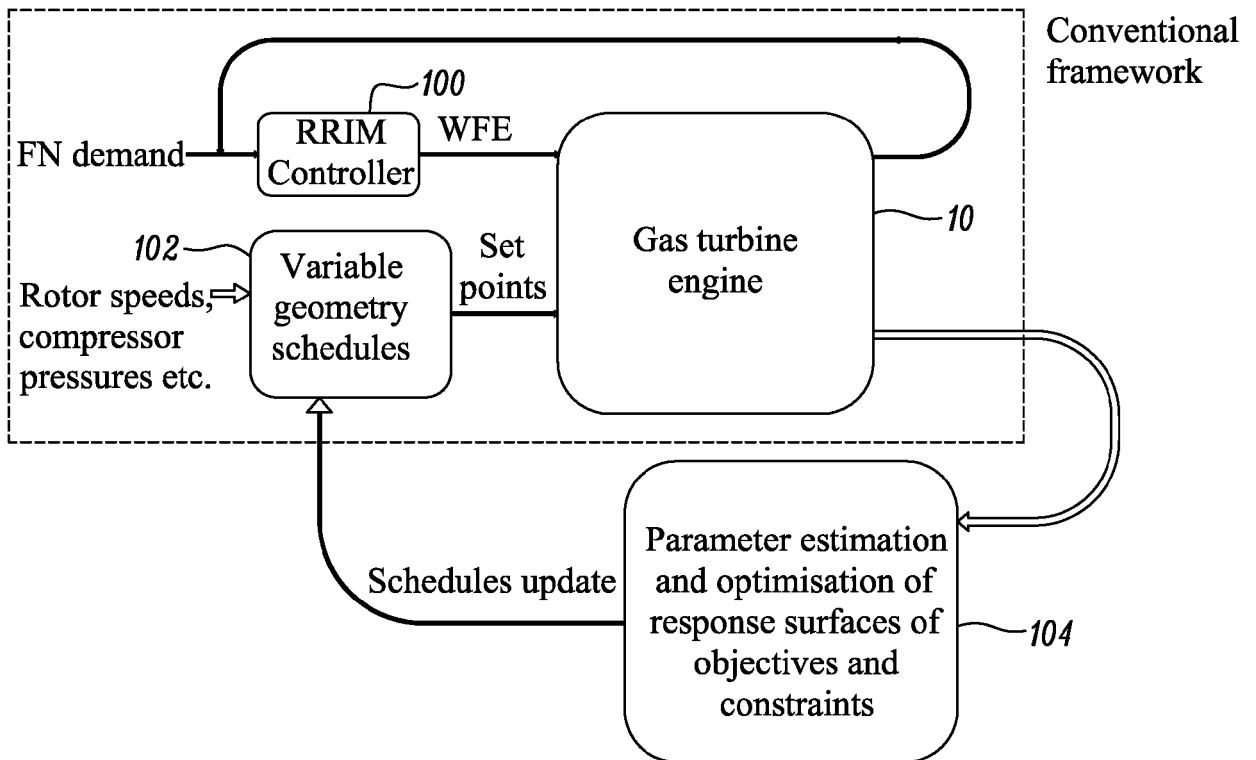 Conventional
framework
100
RRIM
Controller
WFE
FN demand
10
102
Variable
geometry
schedules
Set
points
Gas turbine
engine
Rotor speeds,
compressor
pressures etc.
Schedules update
Parameter estimation
and optimisation of
response surfaces of
objectives and
constraints
104